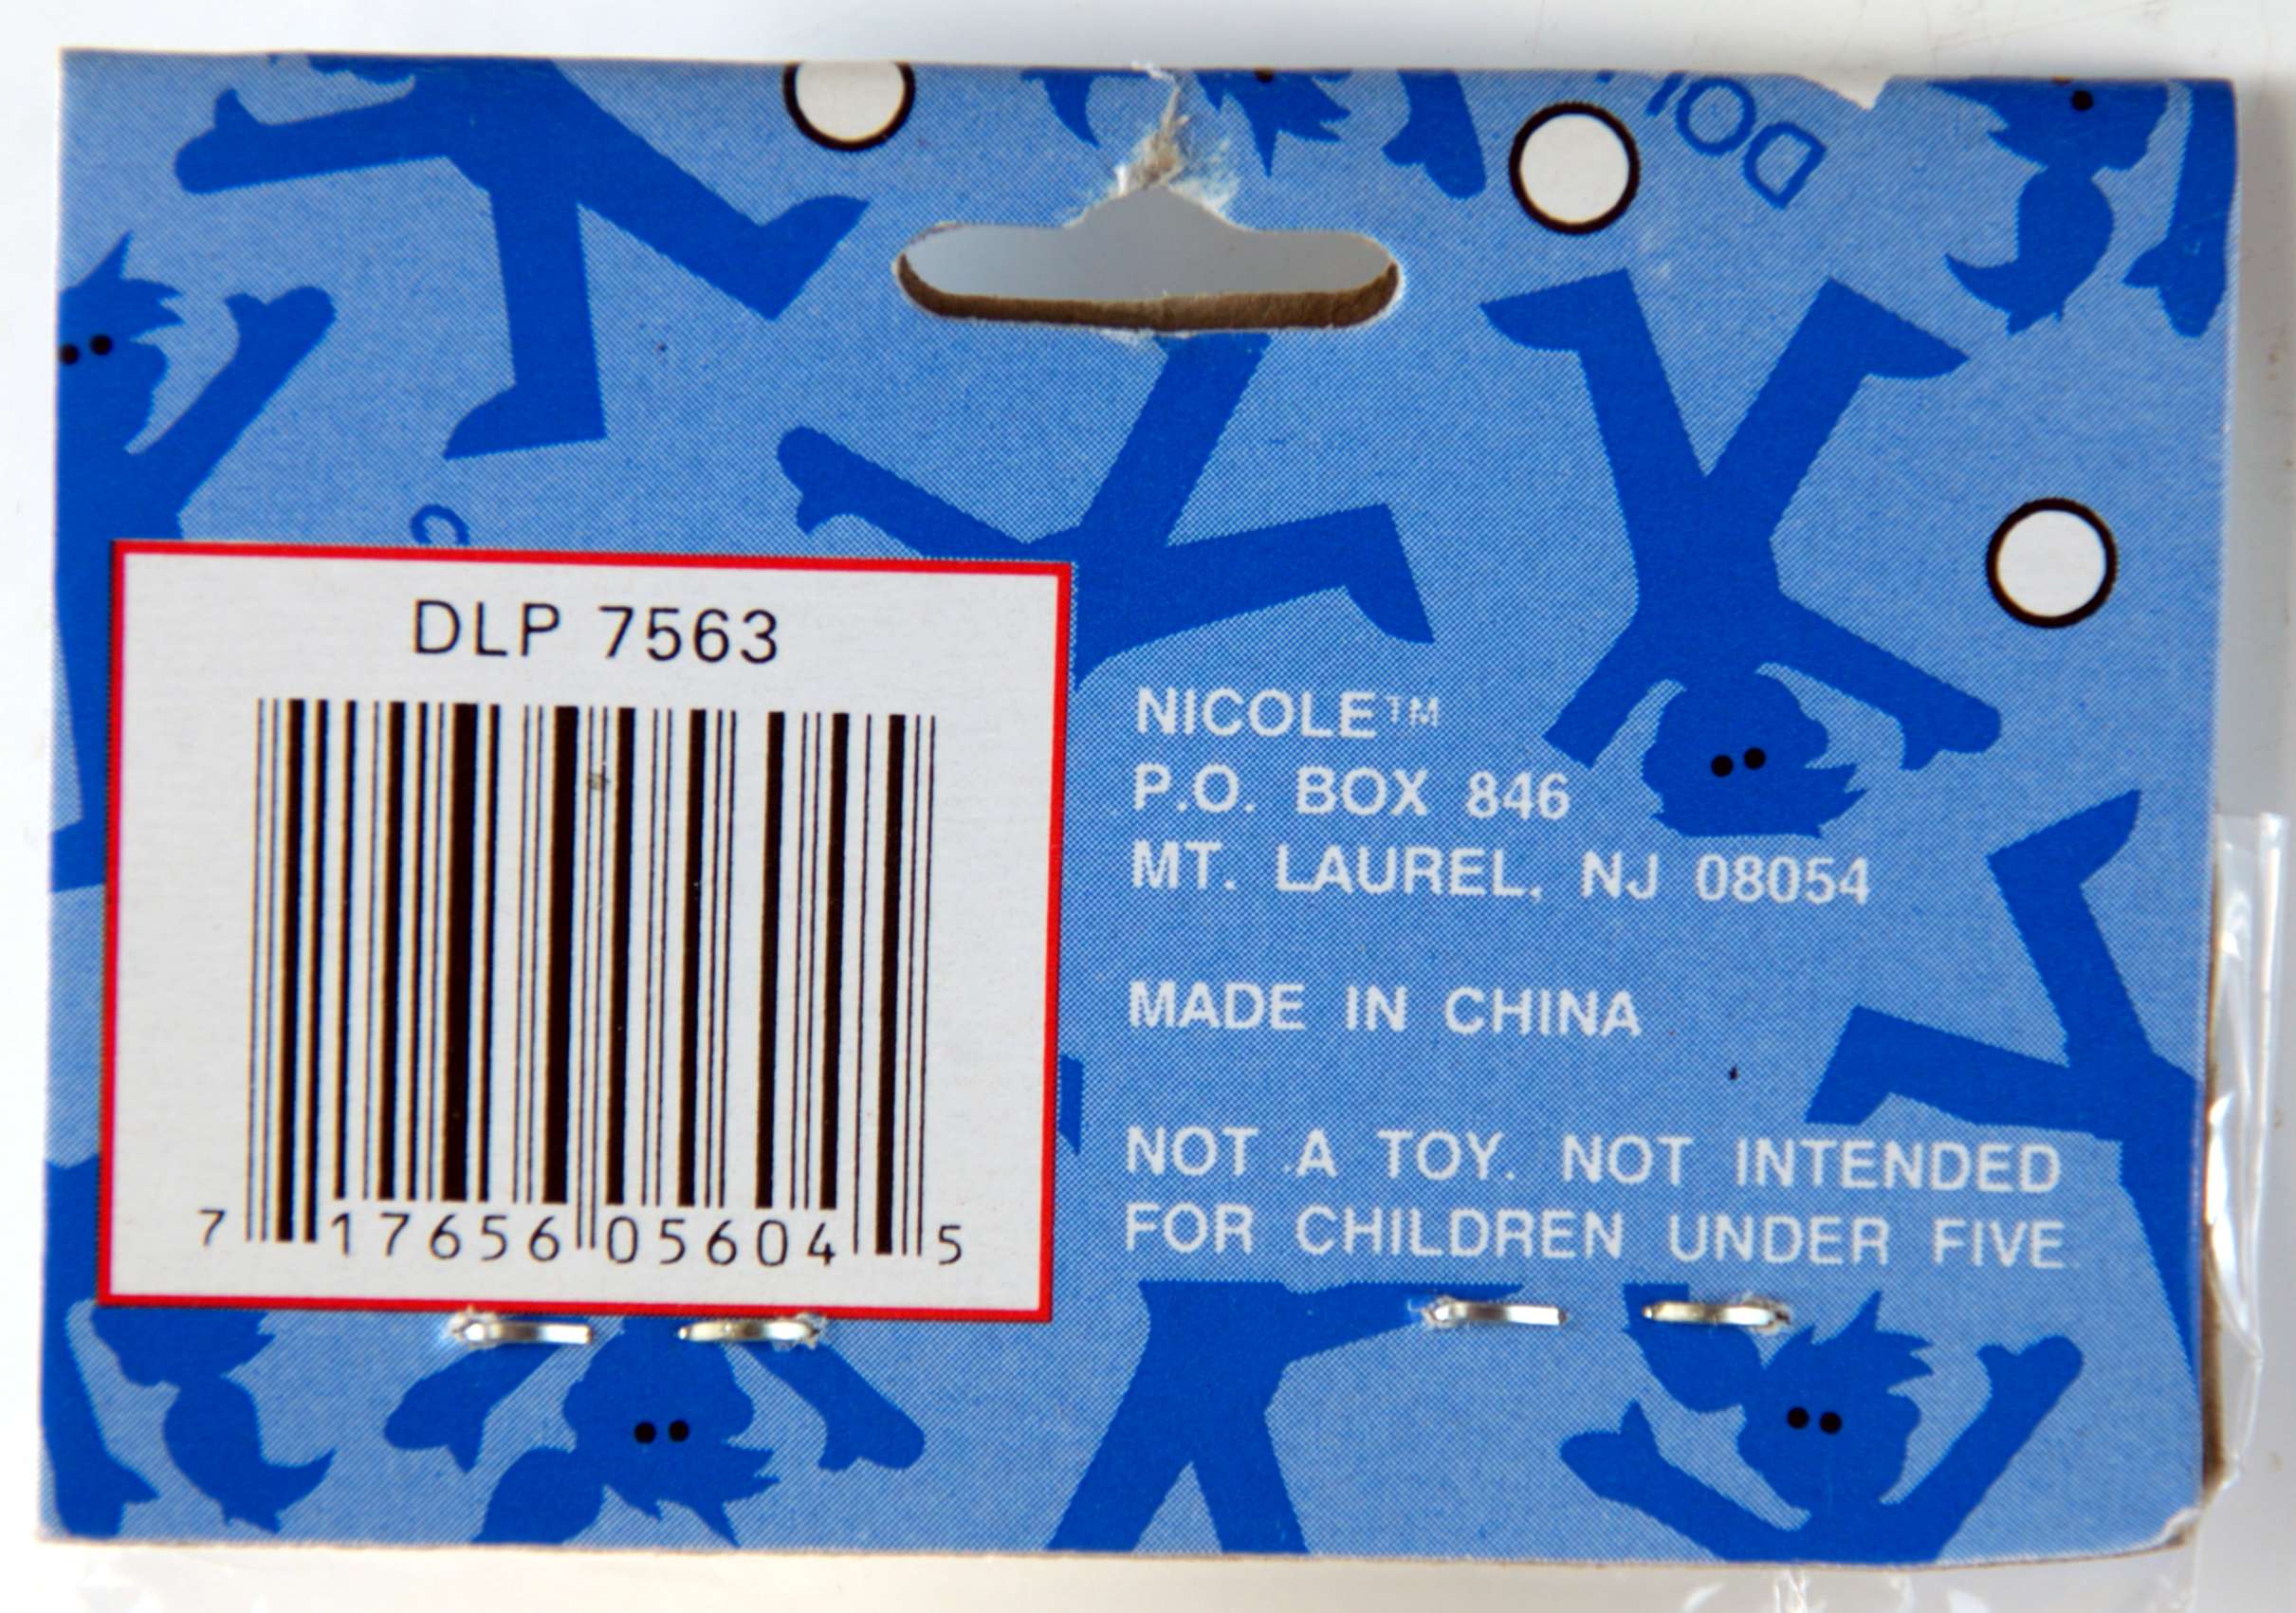 DLP 7563
7 17656 05604 5
NICOLE™
P.O. BOX 846
MT. LAUREL, NJ 08054
MADE IN CHINA
NOT A TOY. NOT INTENDED
FOR CHILDREN UNDER FIVE.